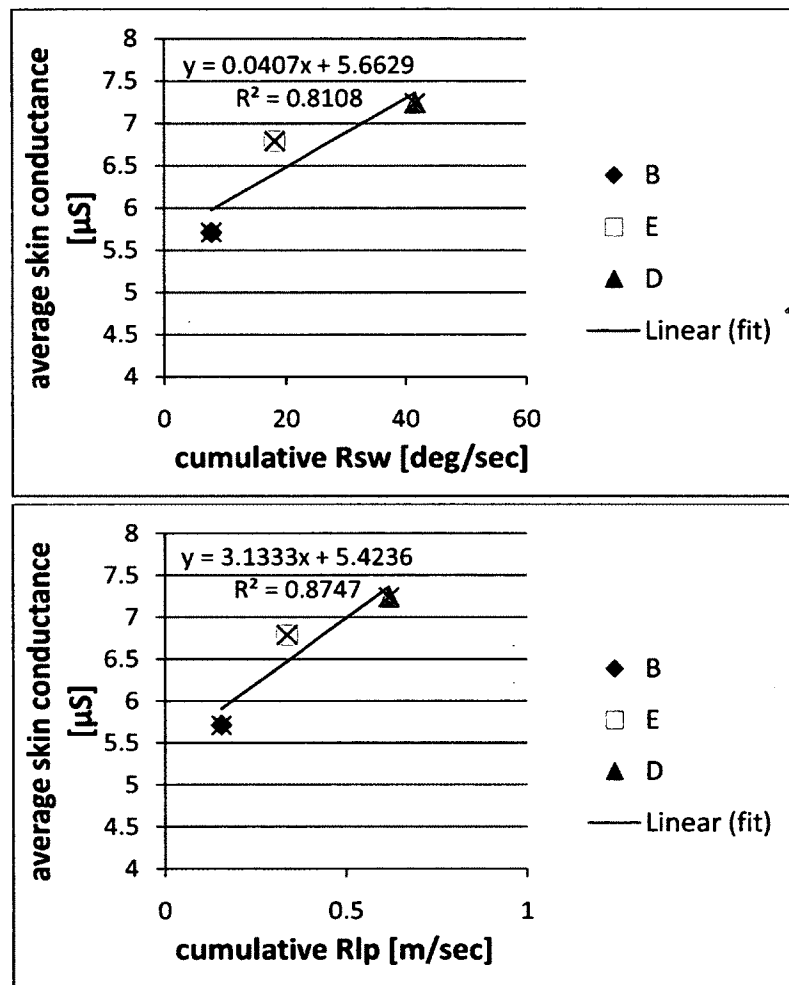 8
7.5
7
6.5
6
5.5
5
4.5
4
y = 0.0407x + 5.6629
R² = 0.8108
average skin conductance
[µS]
0 20 40 60
cumulative Rsw [deg/sec]
B
E
D
Linear (fit)
8
7.5
7
6.5
6
5.5
5
4.5
4
y = 3.1333x + 5.4236
R² = 0.8747
average skin conductance
[µS]
0 0.5 1
cumulative Rlp [m/sec]
B
E
D
Linear (fit)